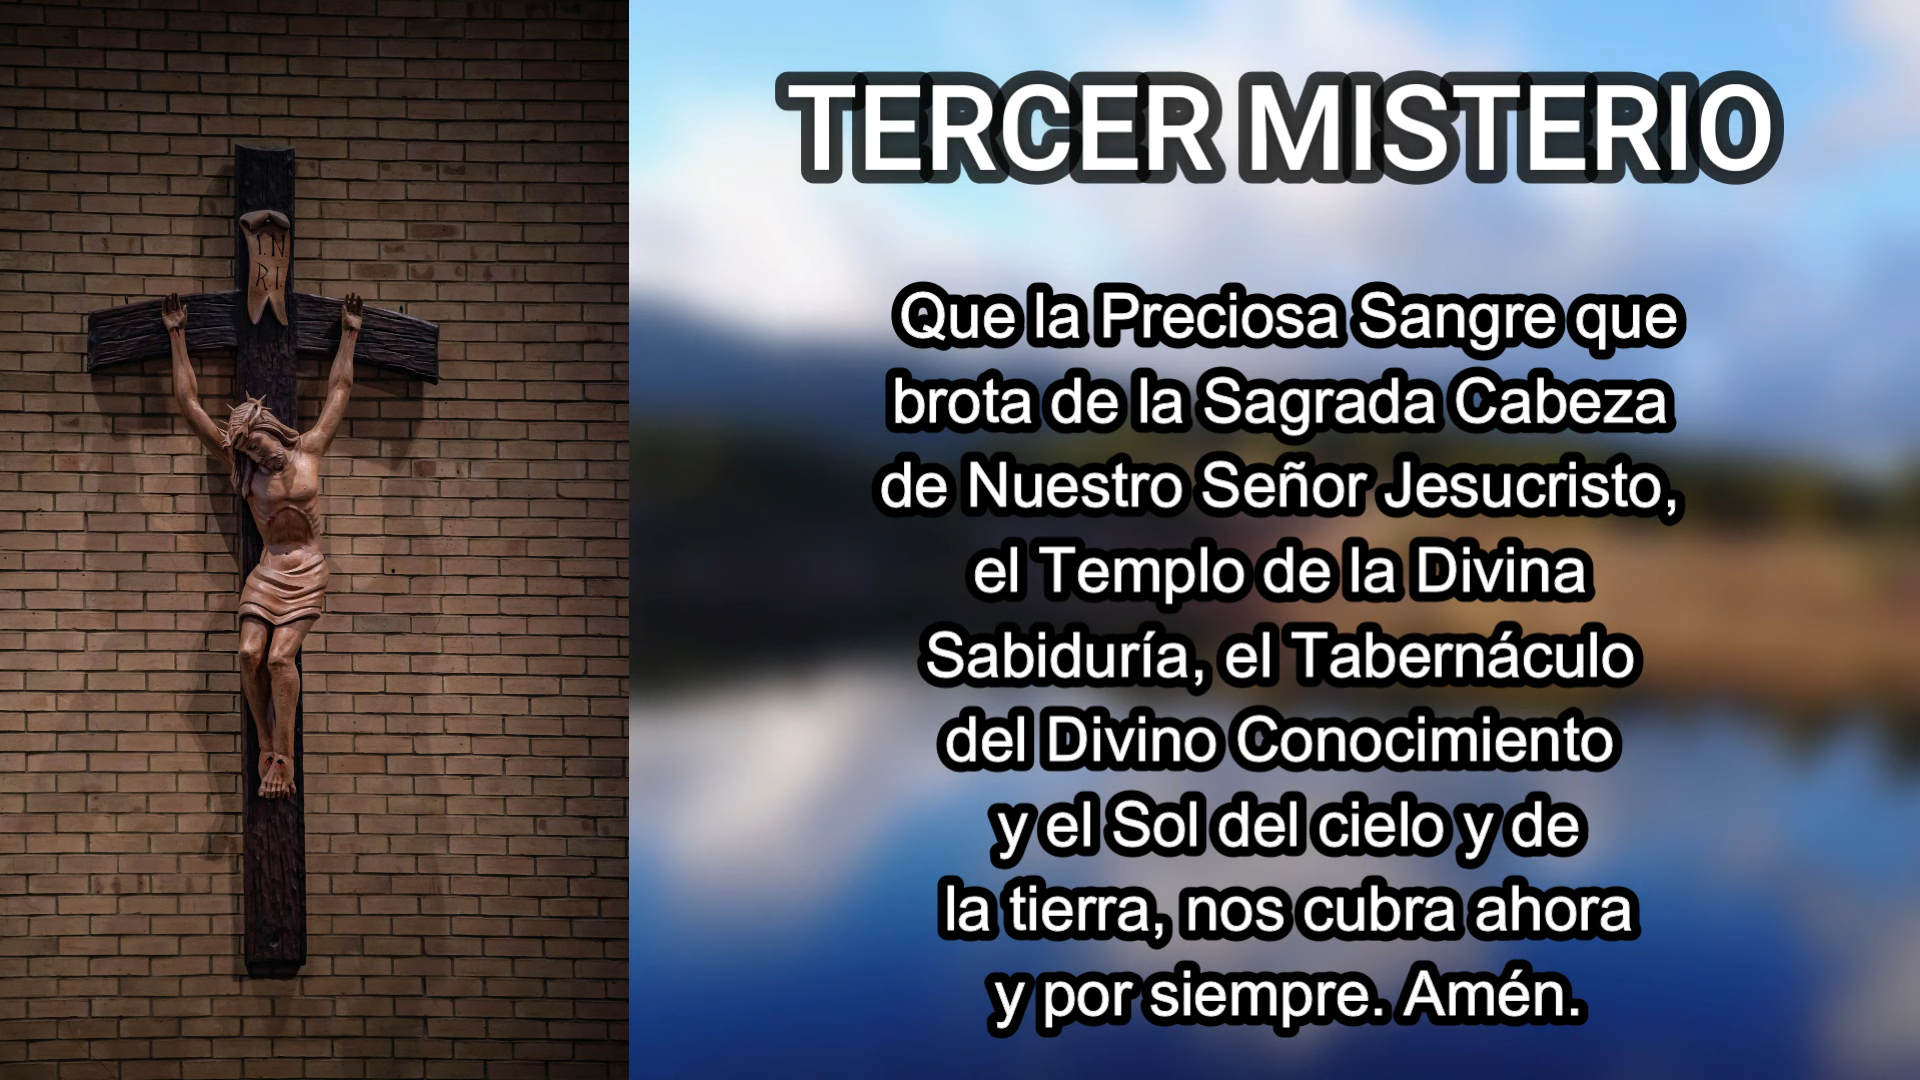 I.N.
R.I.
TERCER MISTERIO
Que la Preciosa Sangre que
brota de la Sagrada Cabeza
de Nuestro Señor Jesucristo,
el Templo de la Divina
Sabiduría, el Tabernáculo
del Divino Conocimiento
y el Sol del cielo y de
la tierra, nos cubra ahora
y por siempre. Amén.